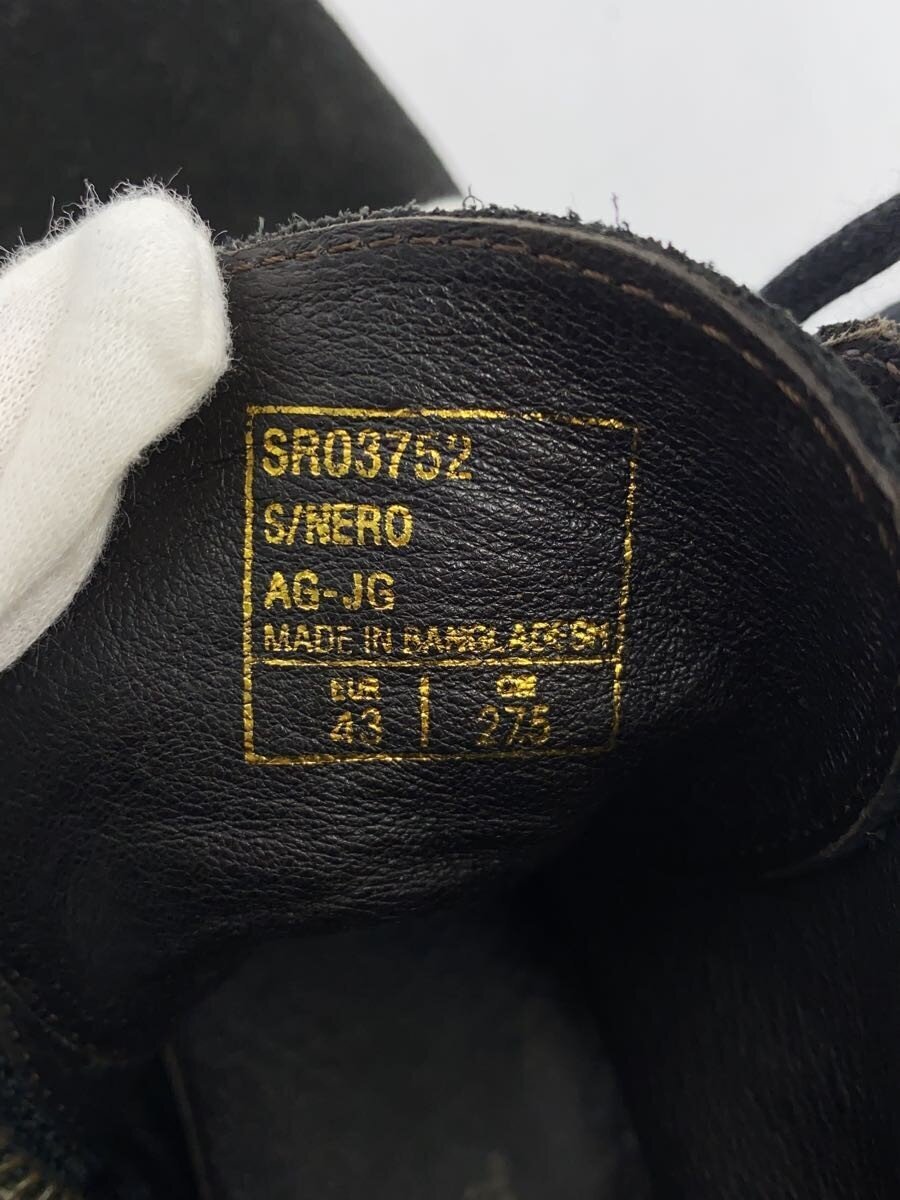 SR03752
S/NERO
AG-JG
MADE IN BANGLADESH
EUR CM
43 27.5